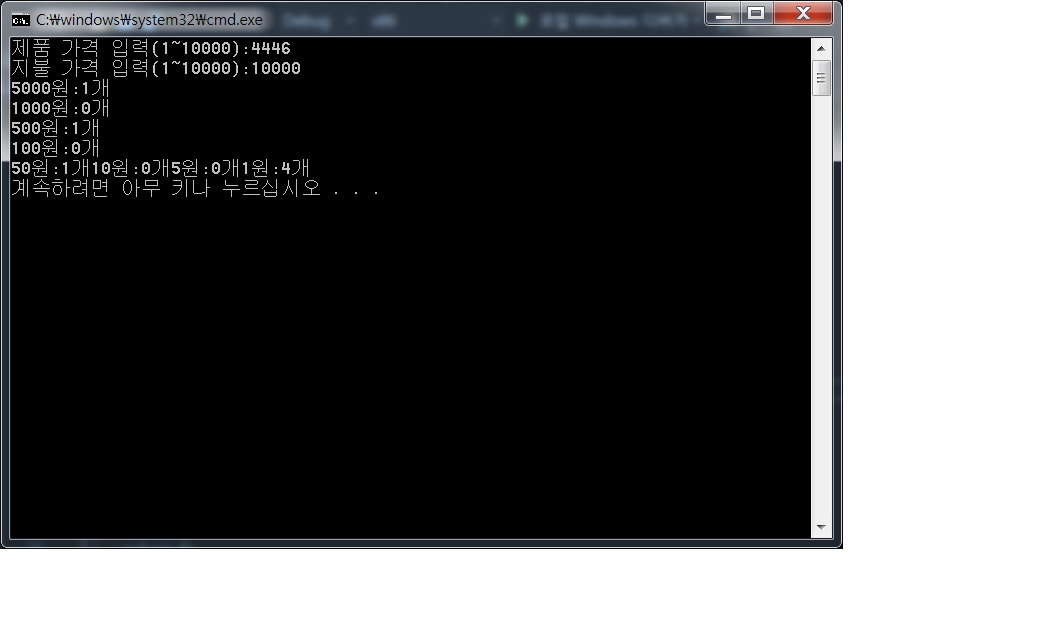 C:₩windows₩system32₩cmd.exe
제품 가격 입력(1~10000):4446
지불 가격 입력(1~10000):10000
5000원:1개
1000원:0개
500원:1개
100원:0개
50원:1개10원:0개5원:0개1원:4개
계속하려면 아무 키나 누르십시오 . . .